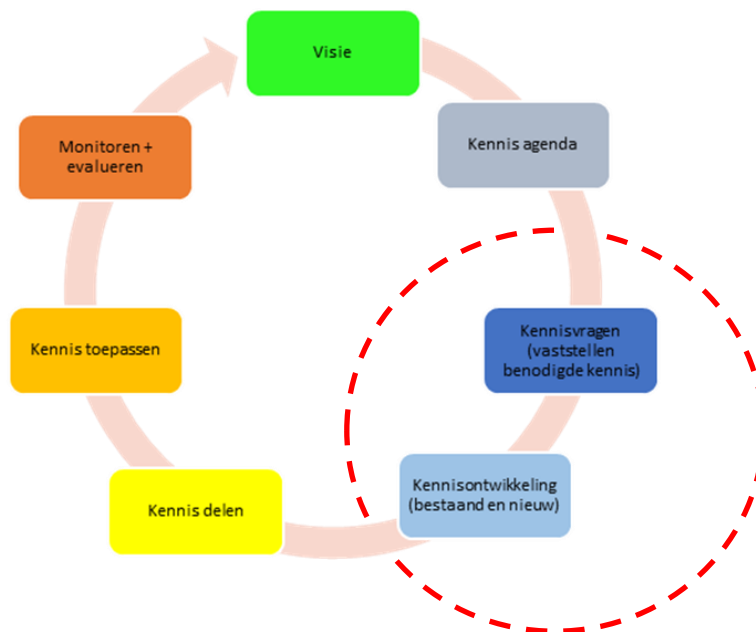 Visie
Kennis agenda
Kennisvragen
(vaststellen
benodigde kennis)
Kennisontwikkeling
(bestaand en nieuw)
Kennis delen
Kennis toepassen
Monitoren +
evalueren